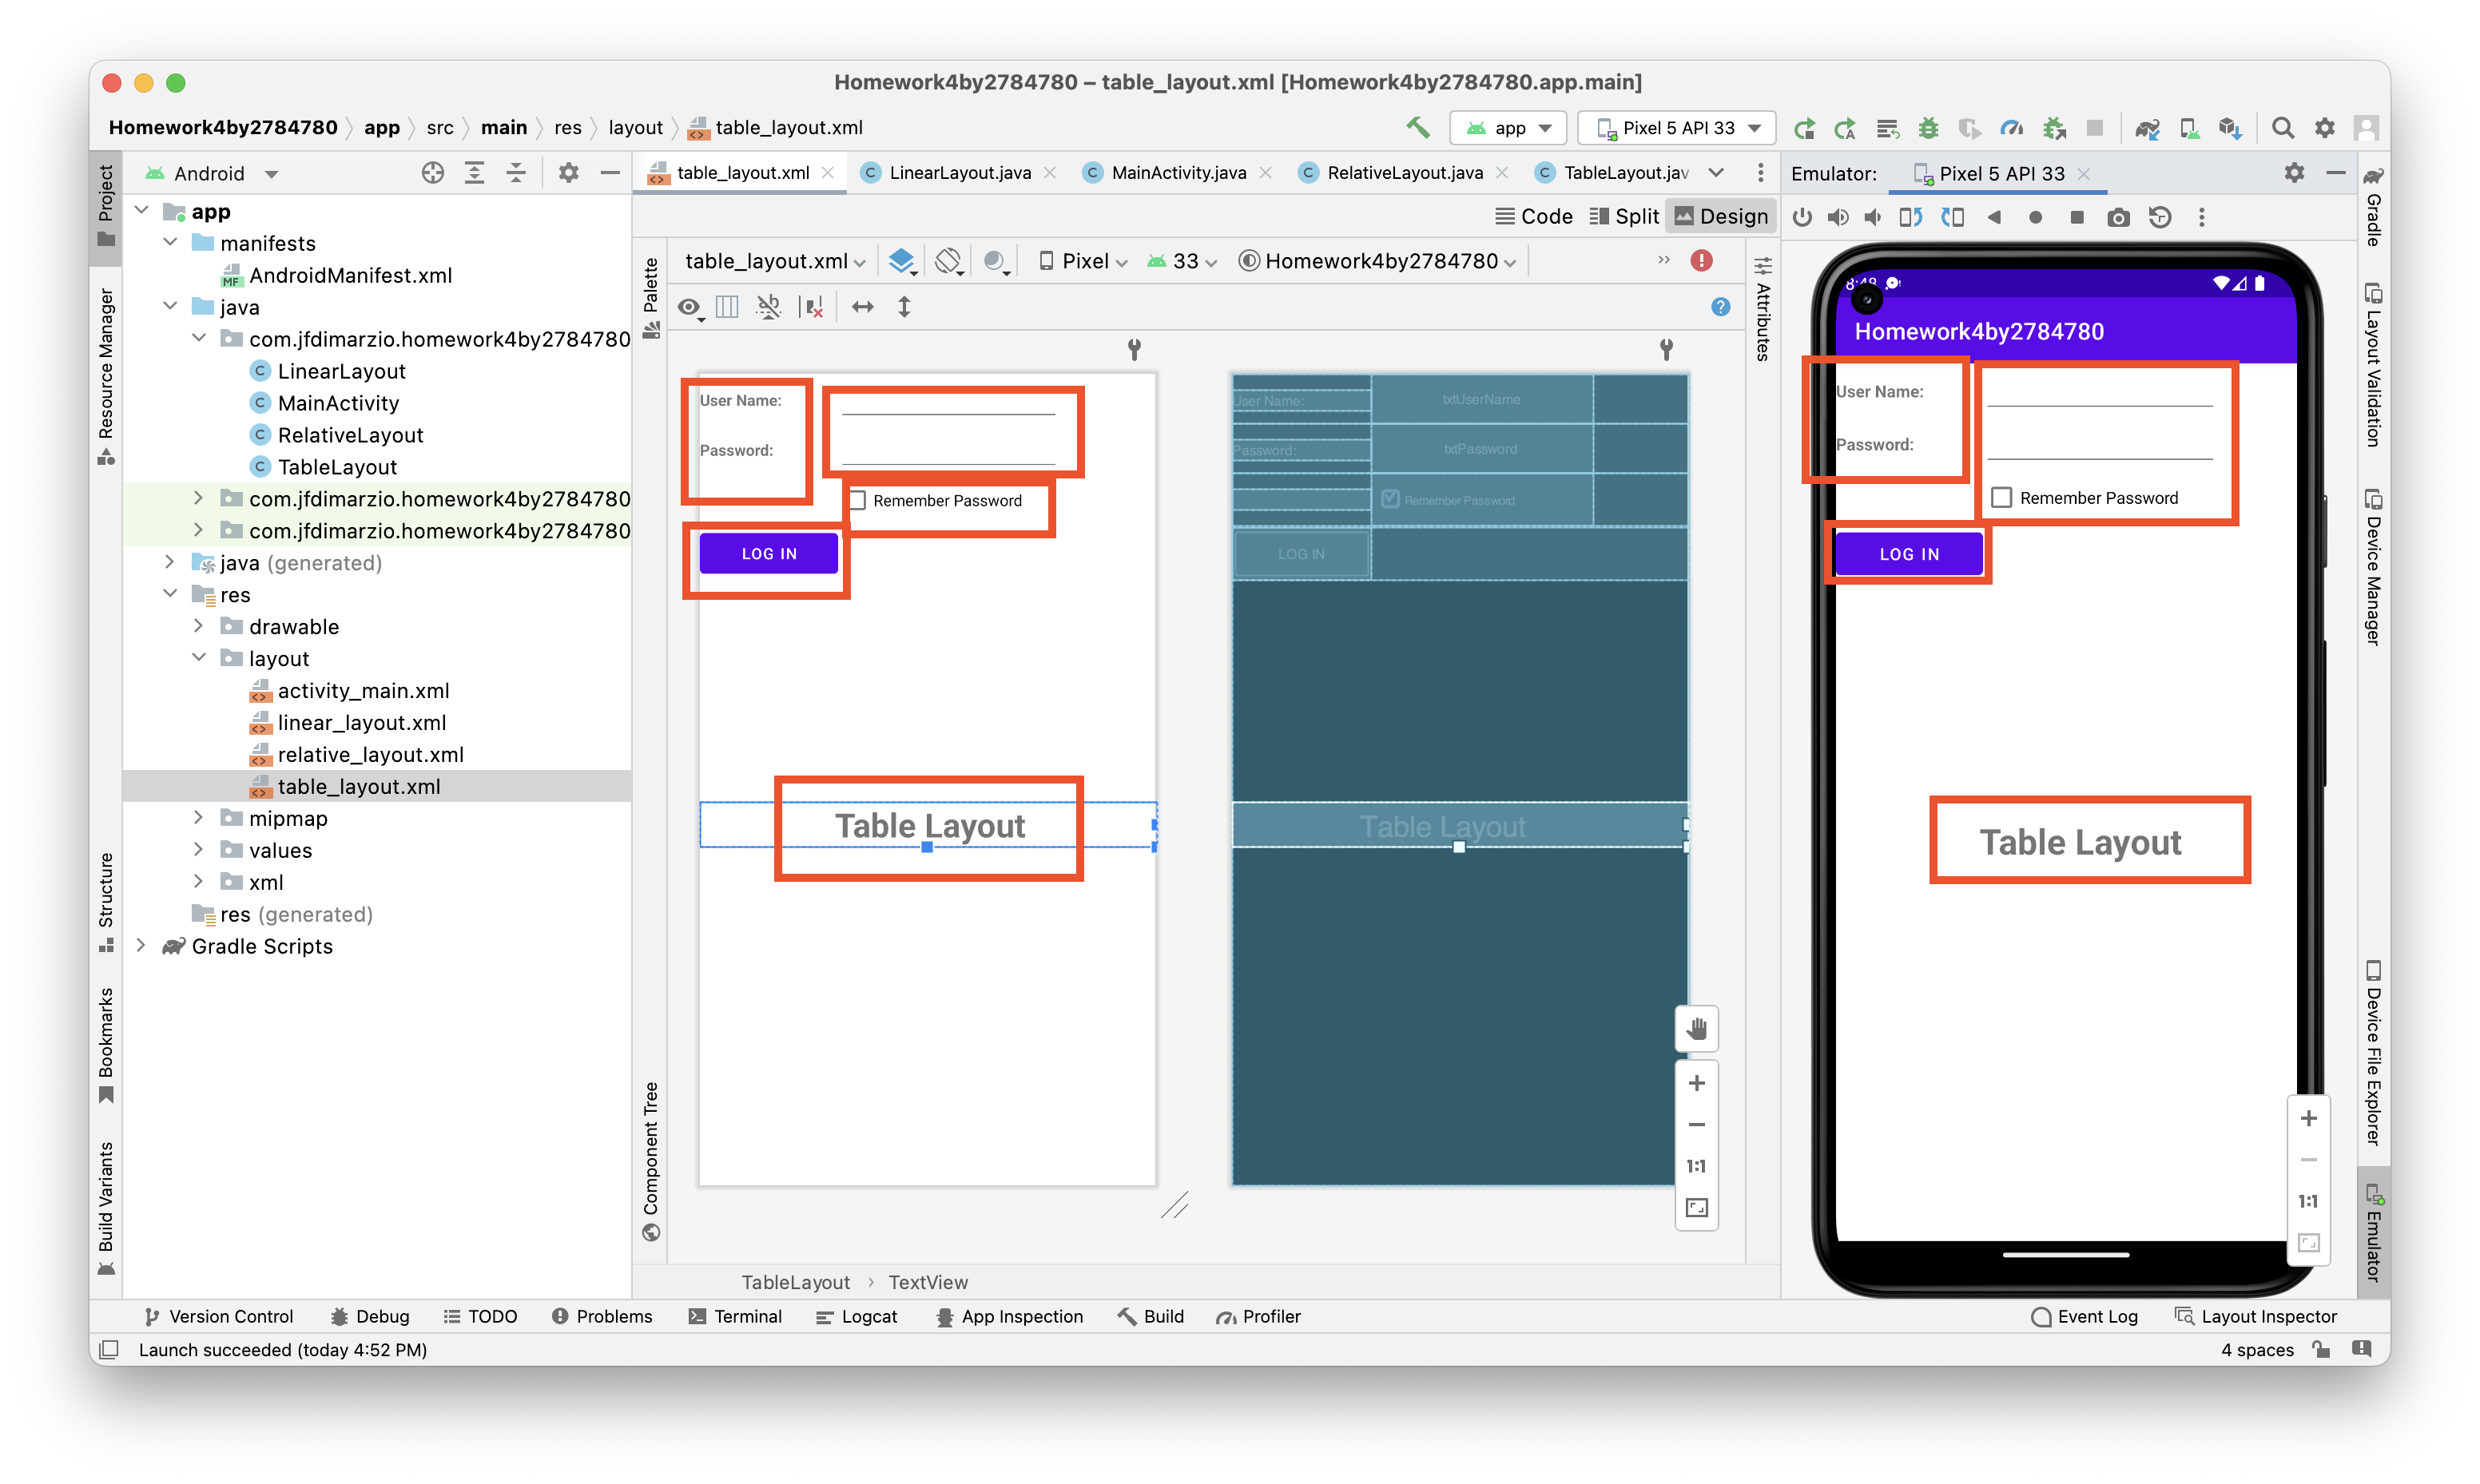 Homework4by2784780 – table_layout.xml [Homework4by2784780.app.main]
Homework4by2784780 app src main res layout table_layout.xml
app Pixel 5 API 33
Project
Resource Manager
Structure
Bookmarks
Build Variants
Android
app
manifests
AndroidManifest.xml
java
com.jfdimarzio.homework4by2784780
LinearLayout
MainActivity
RelativeLayout
TableLayout
com.jfdimarzio.homework4by2784780
com.jfdimarzio.homework4by2784780
java (generated)
res
drawable
layout
activity_main.xml
linear_layout.xml
relative_layout.xml
table_layout.xml
mipmap
values
xml
res (generated)
Gradle Scripts
table_layout.xml LinearLayout.java MainActivity.java RelativeLayout.java TableLayout.jav
Code Split Design
Palette
Component Tree
table_layout.xml Pixel 33 Homework4by2784780
Attributes
User Name:
Password:
Remember Password
LOG IN
Table Layout
User Name: txtUserName
Password: txtPassword
Remember Password
LOG IN
Table Layout
1:1
TableLayout TextView
Emulator: Pixel 5 API 33
8:48
Homework4by2784780
User Name:
Password:
Remember Password
LOG IN
Table Layout
1:1
Gradle
Layout Validation
Device Manager
Device File Explorer
Emulator
Version Control Debug TODO Problems Terminal Logcat App Inspection Build Profiler Event Log Layout Inspector
Launch succeeded (today 4:52 PM) 4 spaces